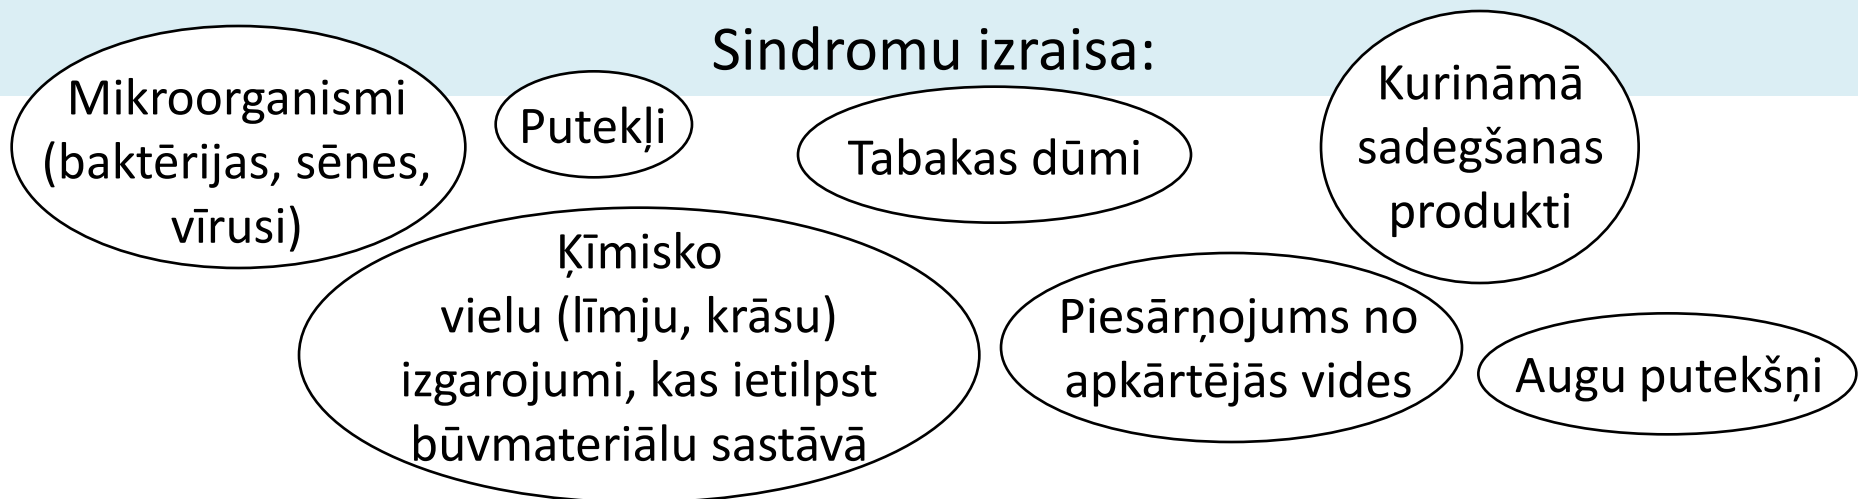 Sindromu izraisa:
Mikroorganismi
(baktērijas, sēnes,
vīrusi)
Putekļi
Tabakas dūmi
Kurināmā
sadegšanas
produkti
Ķīmisko
vielu (līmju, krāsu)
izgarojumi, kas ietilpst
būvmateriālu sastāvā
Piesārņojums no
apkārtējās vides
Augu putekšņi